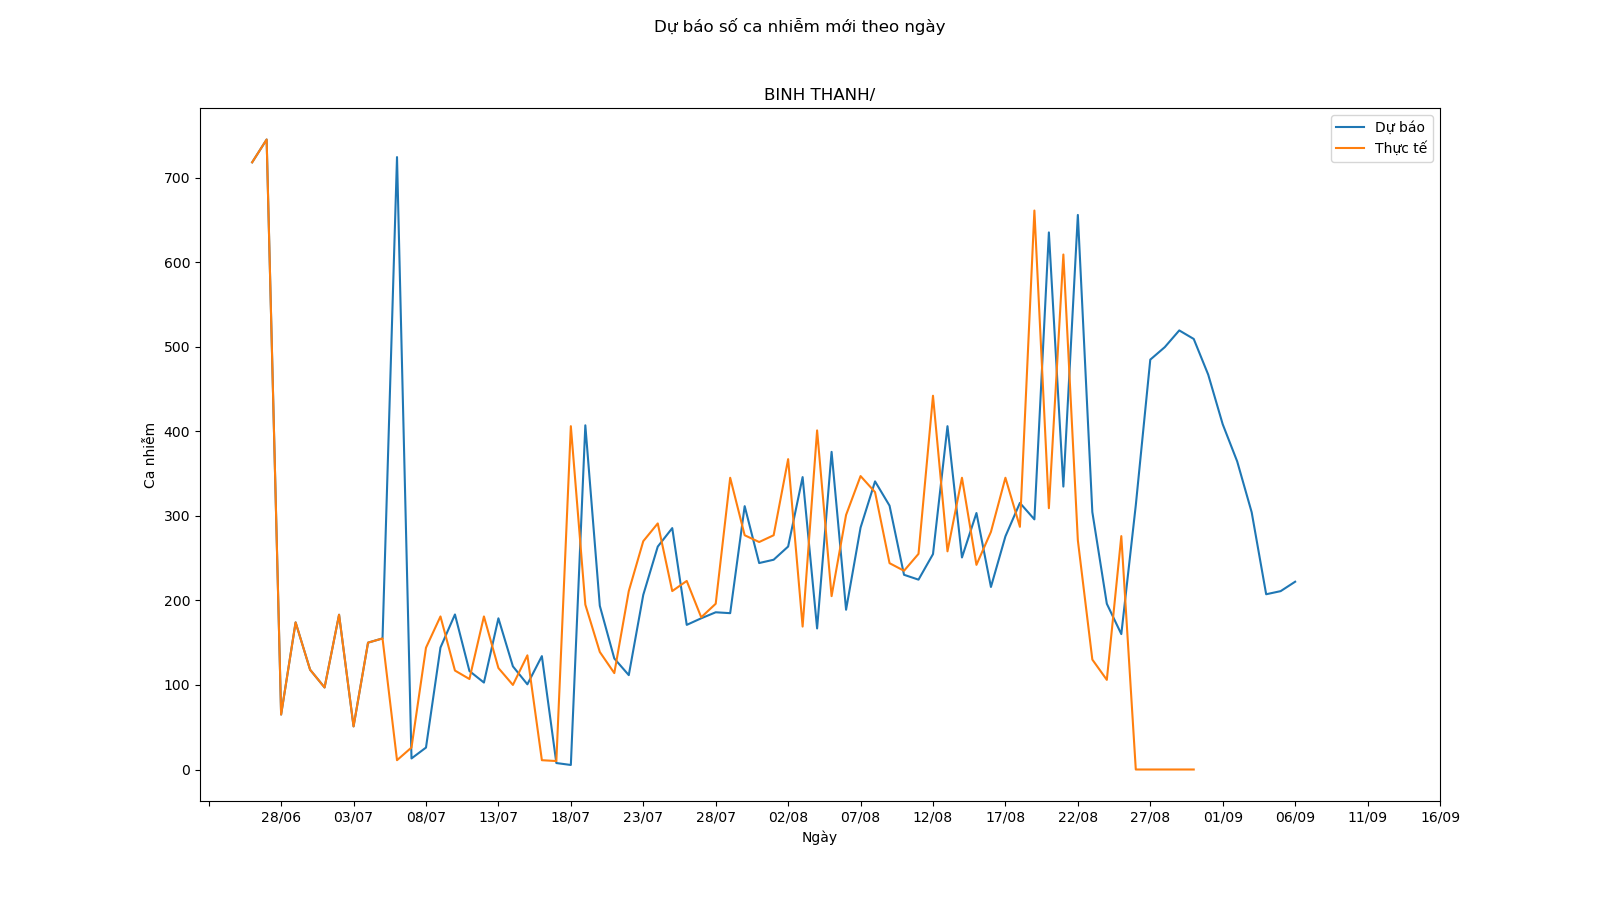 Dự báo số ca nhiễm mới theo ngày
BINH THANH/
Dự báo
Thực tế
700
600
500
400
300
200
100
0
Ca nhiễm
28/06 03/07 08/07 13/07 18/07 23/07 28/07 02/08 07/08 12/08 17/08 22/08 27/08 01/09 06/09 11/09 16/09
Ngày